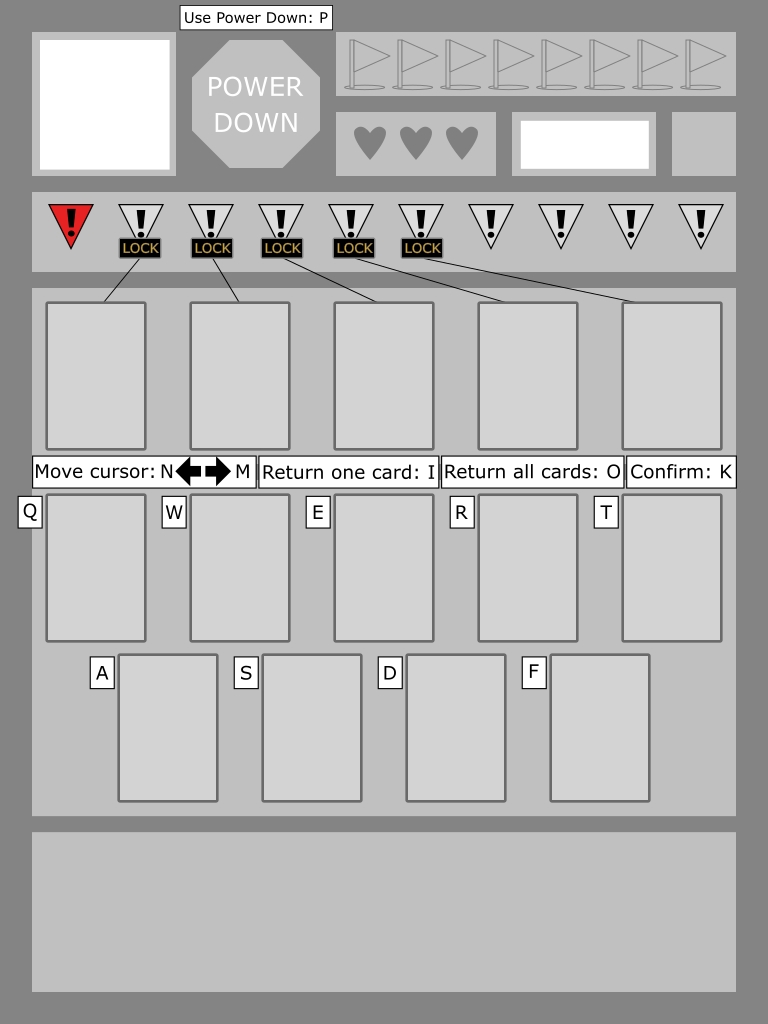 Use Power Down: P
POWER
DOWN
! ! ! ! ! ! ! ! ! !
LOCK LOCK LOCK LOCK LOCK
Move cursor: N M Return one card: I Return all cards: O Confirm: K
Q W E R T
A S D F